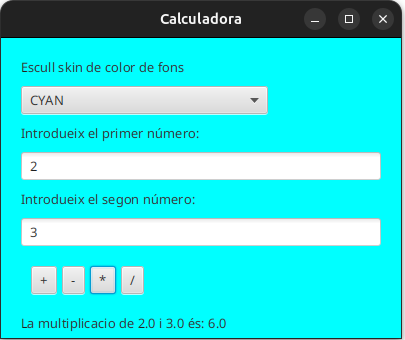 Calculadora
Escull skin de color de fons
CYAN
Introdueix el primer número:
2
Introdueix el segon número:
3
+ - * /
La multiplicacio de 2.0 i 3.0 és: 6.0